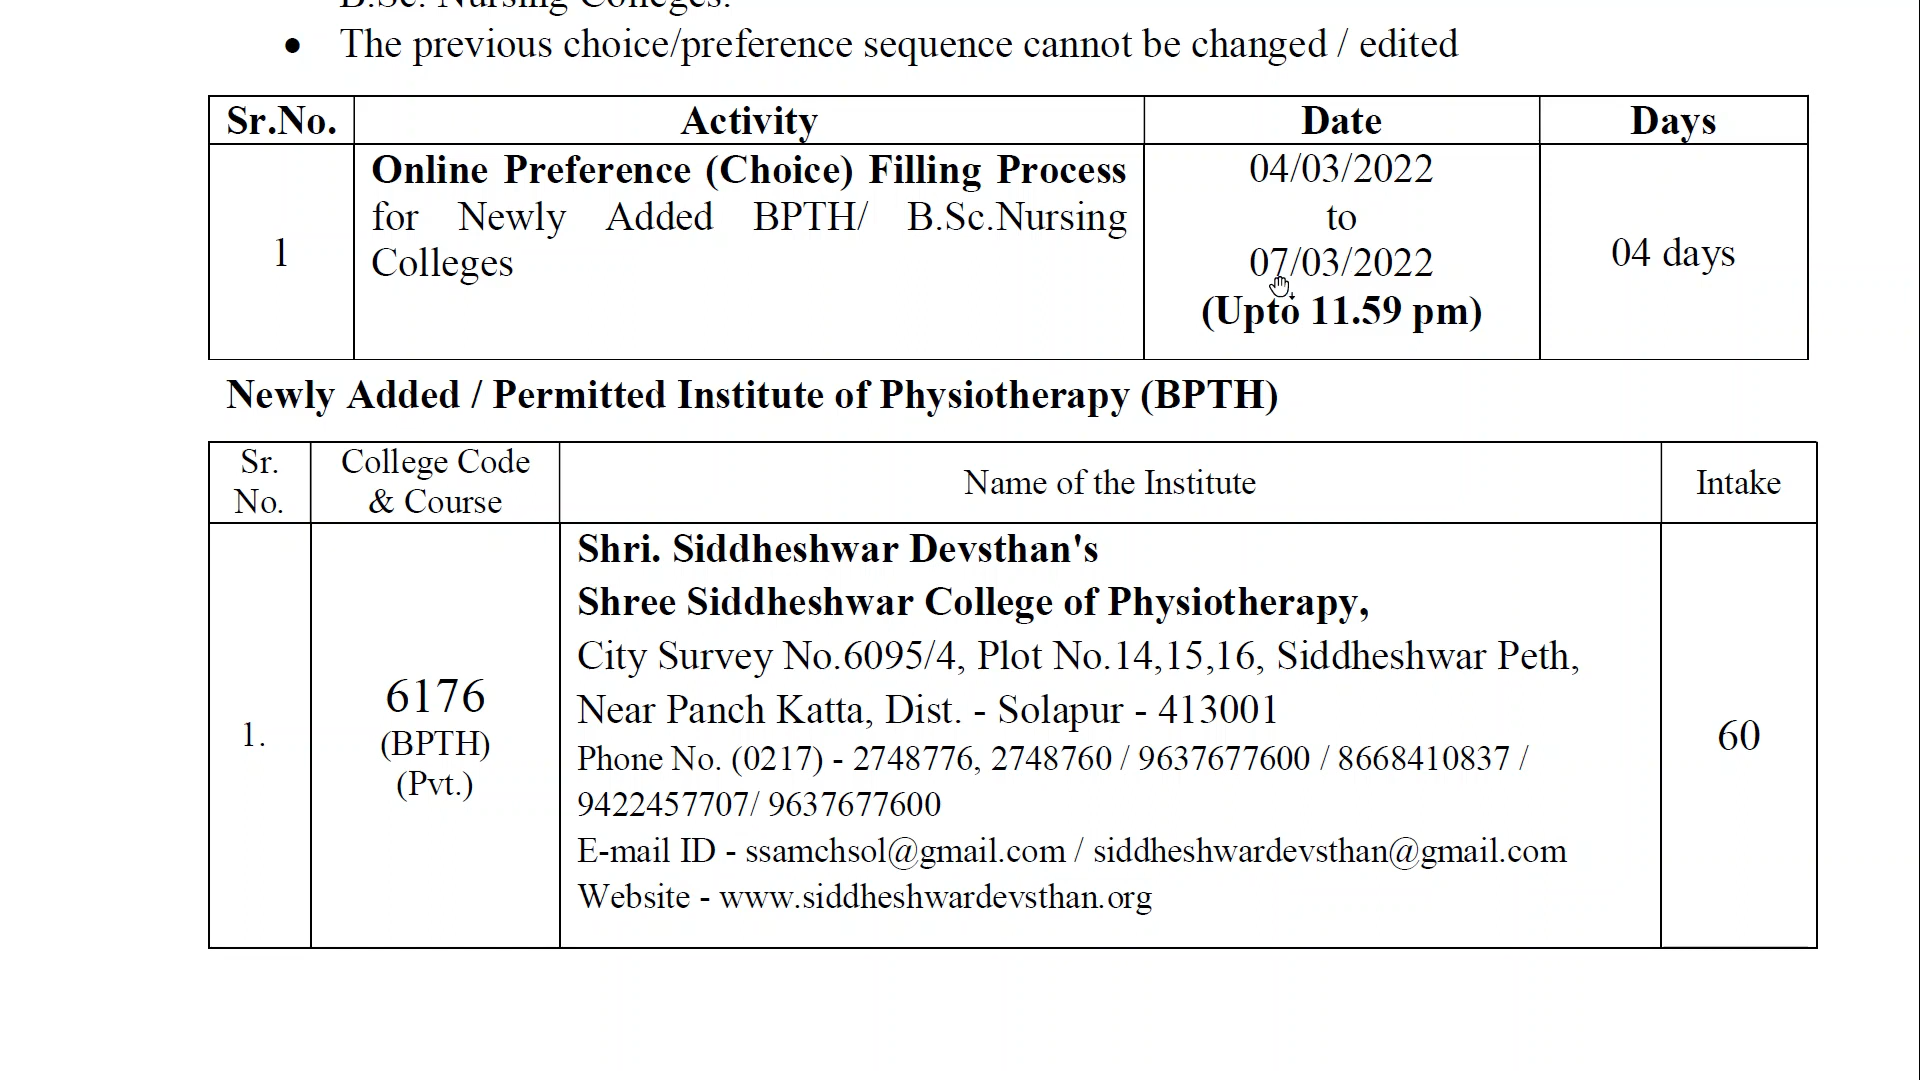 B.Sc. Nursing Colleges.
• The previous choice/preference sequence cannot be changed / edited
Sr.No. Activity Date Days
1
Online Preference (Choice) Filling Process
for Newly Added BPTH/ B.Sc.Nursing
Colleges
04/03/2022
to
07/03/2022
(Upto 11.59 pm)
04 days
Newly Added / Permitted Institute of Physiotherapy (BPTH)
Sr.
No.
College Code
& Course
Name of the Institute
Intake
1.
6176
(BPTH)
(Pvt.)
Shri. Siddheshwar Devsthan's
Shree Siddheshwar College of Physiotherapy,
City Survey No.6095/4, Plot No.14,15,16, Siddheshwar Peth,
Near Panch Katta, Dist. - Solapur - 413001
Phone No. (0217) - 2748776, 2748760 / 9637677600 / 8668410837 /
9422457707/ 9637677600
E-mail ID - ssamchsol@gmail.com / siddheshwardevsthan@gmail.com
Website - www.siddheshwardevsthan.org
60